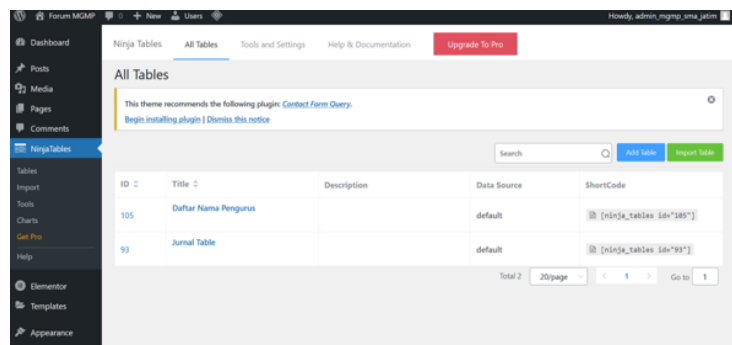 Forum MGMP 0 + New Users Howdy, admin_mgmp_sma_jatim
Dashboard
Posts
Media
Pages
Comments
NinjaTables
Tables
Import
Tools
Charts
Get Pro
Help
Elementor
Templates
Appearance
Ninja Tables All Tables Tools and Settings Help & Documentation Upgrade To Pro
All Tables
This theme recommends the following plugin: Contact Form Query.
Begin installing plugin | Dismiss this notice
Search Add Table Import Table
ID Title Description Data Source ShortCode
105 Daftar Nama Pengurus default [ninja_tables id="105"]
93 Jurnal Table default [ninja_tables id="93"]
Total 2 20/page < 1 > Go to 1